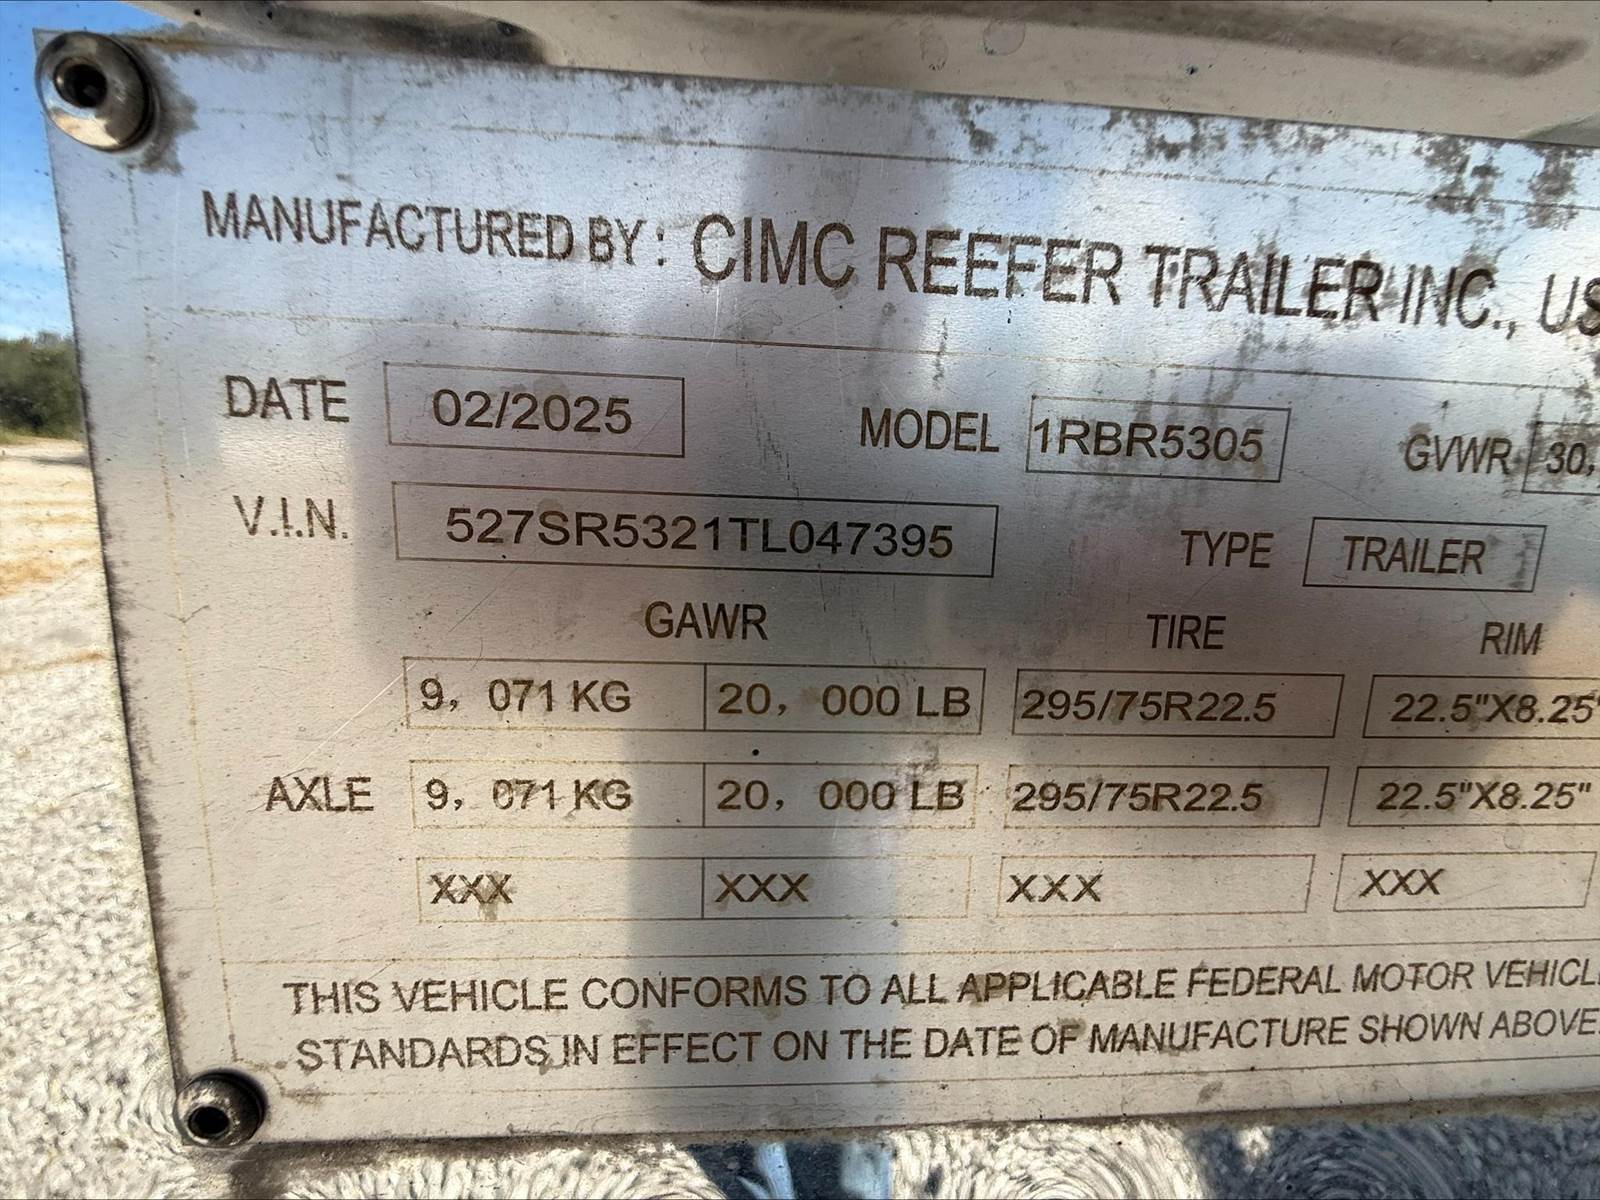 MANUFACTURED BY: CIMC REEFER TRAILER INC., US
DATE 02/2025 MODEL 1RBR5305 GVWR 30,
V.I.N. 527SR5321TL047395 TYPE TRAILER
GAWR TIRE RIM
9, 071 KG 20, 000 LB 295/75R22.5 22.5"X8.25"
AXLE 9, 071 KG 20, 000 LB 295/75R22.5 22.5"X8.25"
XXX XXX XXX XXX
THIS VEHICLE CONFORMS TO ALL APPLICABLE FEDERAL MOTOR VEHICL
STANDARDS IN EFFECT ON THE DATE OF MANUFACTURE SHOWN ABOVE.